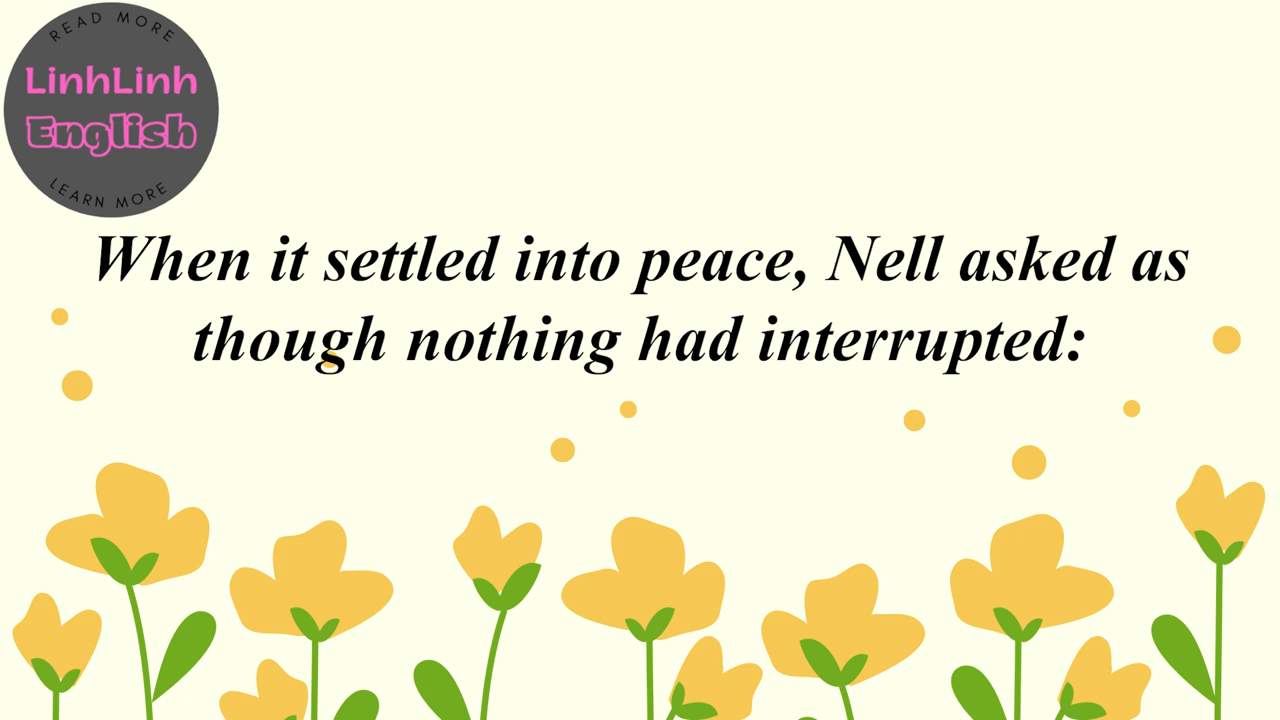 READ MORE
LinhLinh
English
LEARN MORE
When it settled into peace, Nell asked as
though nothing had interrupted: